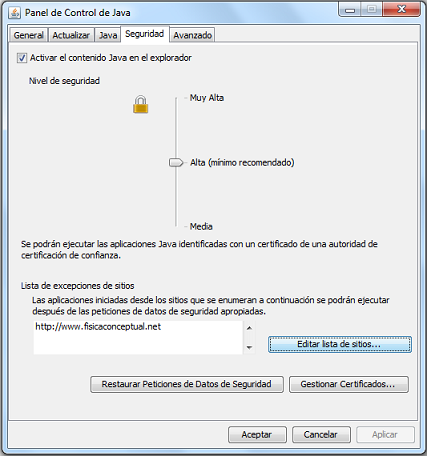 Panel de Control de Java
General Actualizar Java Seguridad Avanzado
Activar el contenido Java en el explorador
Nivel de seguridad
Muy Alta
Alta (mínimo recomendado)
Media
Se podrán ejecutar las aplicaciones Java identificadas con un certificado de una autoridad de
certificación de confianza.
Lista de excepciones de sitios
Las aplicaciones iniciadas desde los sitios que se enumeran a continuación se podrán ejecutar
después de las peticiones de datos de seguridad apropiadas.
http://www.fisicaconceptual.net
Editar lista de sitios...
Restaurar Peticiones de Datos de Seguridad Gestionar Certificados...
Aceptar Cancelar Aplicar